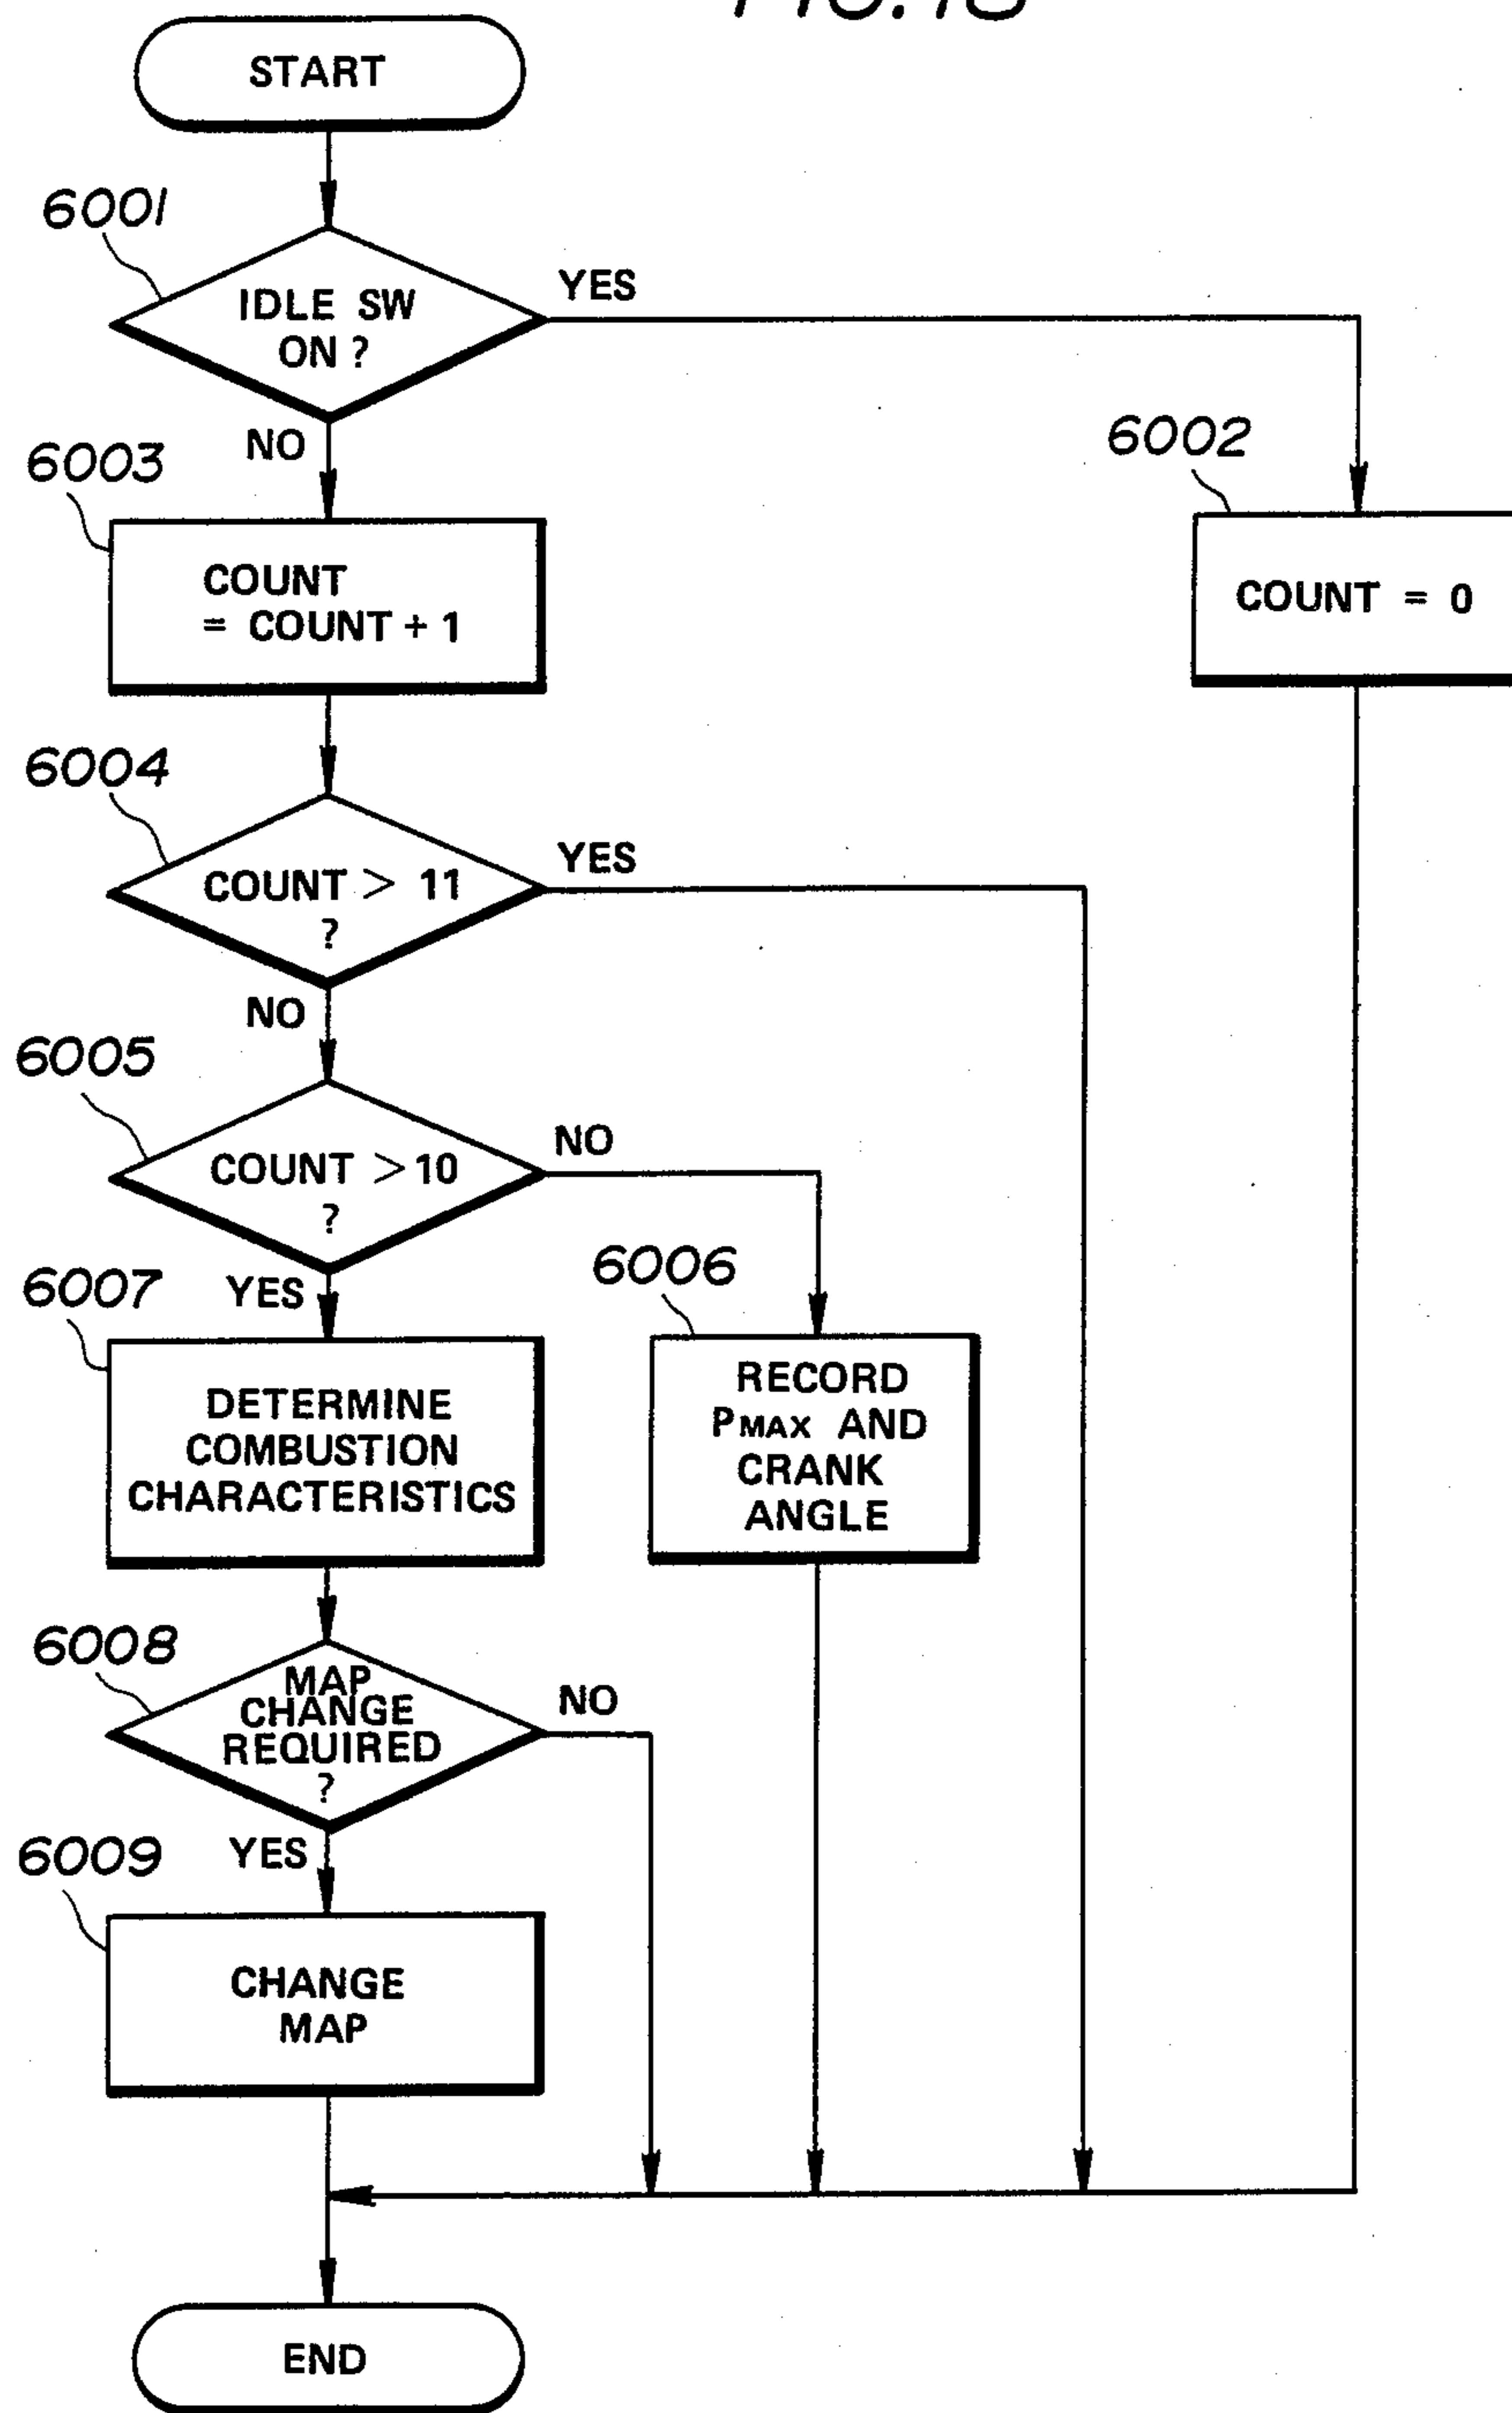 START
6001
IDLE SW
ON ?
YES
NO
6002
COUNT = 0
6003
COUNT
= COUNT + 1
6004
COUNT > 11
?
YES
NO
6005
COUNT > 10
?
NO
YES
6006
RECORD
PMAX AND
CRANK
ANGLE
6007
DETERMINE
COMBUSTION
CHARACTERISTICS
6008
MAP
CHANGE
REQUIRED
?
NO
YES
6009
CHANGE
MAP
END